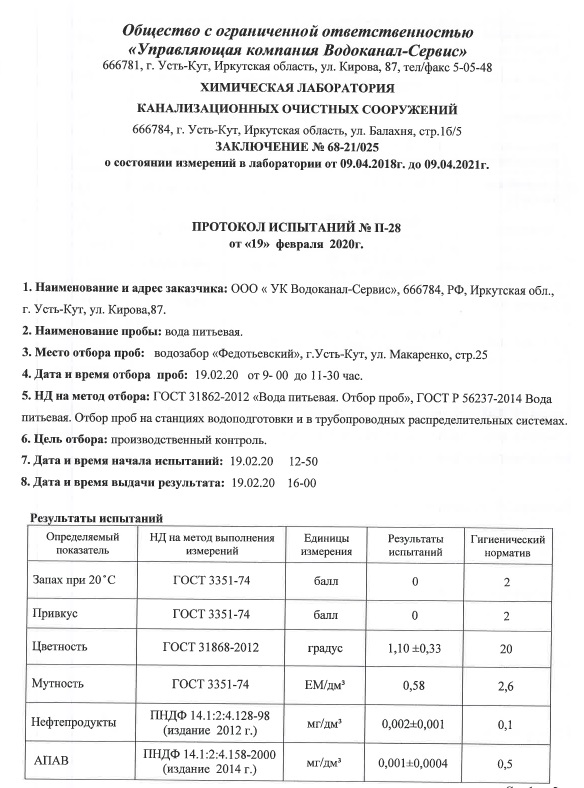 Общество с ограниченной ответственностью
«Управляющая компания Водоканал-Сервис»
666781, г. Усть-Кут, Иркутская область, ул. Кирова, 87, тел/факс 5-05-48
ХИМИЧЕСКАЯ ЛАБОРАТОРИЯ
КАНАЛИЗАЦИОННЫХ ОЧИСТНЫХ СООРУЖЕНИЙ
666784, г. Усть-Кут, Иркутская область, ул. Балахня, стр.1б/5
ЗАКЛЮЧЕНИЕ № 68-21/025
о состоянии измерений в лаборатории от 09.04.2018г. до 09.04.2021г.
ПРОТОКОЛ ИСПЫТАНИЙ № П-28
от «19» февраля 2020г.
1. Наименование и адрес заказчика: ООО « УК Водоканал-Сервис», 666784, РФ, Иркутская обл.,
г. Усть-Кут, ул. Кирова,87.
2. Наименование пробы: вода питьевая.
3. Место отбора проб: водозабор «Федотьевский», г.Усть-Кут, ул. Макаренко, стр.25
4. Дата и время отбора проб: 19.02.20 от 9- 00 до 11-30 час.
5. НД на метод отбора: ГОСТ 31862-2012 «Вода питьевая. Отбор проб», ГОСТ Р 56237-2014 Вода
питьевая. Отбор проб на станциях водоподготовки и в трубопроводных распределительных системах.
6. Цель отбора: производственный контроль.
7. Дата и время начала испытаний: 19.02.20 12-50
8. Дата и время выдачи результата: 19.02.20 16-00
Результаты испытаний
Определяемый показатель НД на метод выполнения измерений Единицы измерения Результаты испытаний Гигиенический норматив
Запах при 20˚С ГОСТ 3351-74 балл 0 2
Привкус ГОСТ 3351-74 балл 0 2
Цветность ГОСТ 31868-2012 градус 1,10 ±0,33 20
Мутность ГОСТ 3351-74 ЕМ/дм³ 0,58 2,6
Нефтепродукты ПНДФ 14.1:2:4.128-98 (издание 2012 г.) мг/дм³ 0,002±0,001 0,1
АПАВ ПНДФ 14.1:2:4.158-2000 (издание 2014 г.) мг/дм³ 0,001±0,0004 0,5